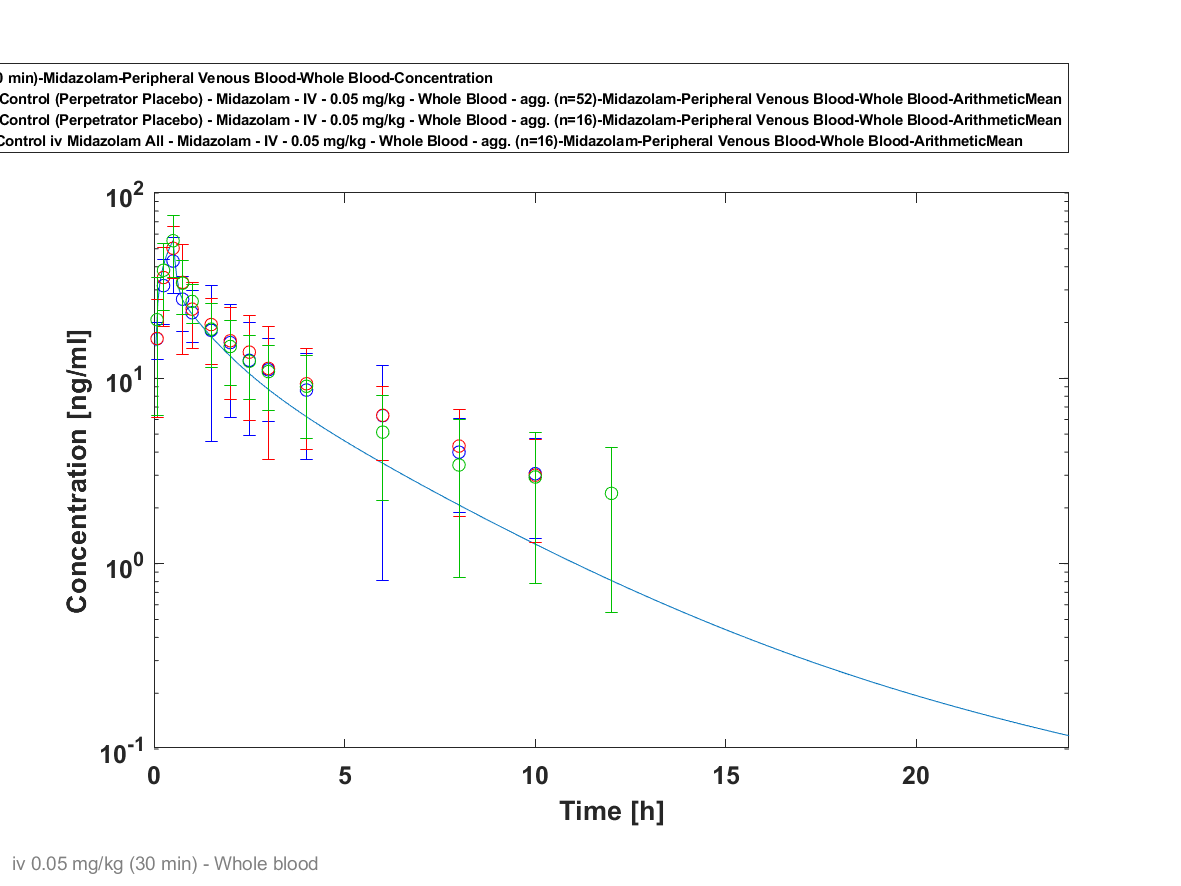 0 min)-Midazolam-Peripheral Venous Blood-Whole Blood-Concentration
Control (Perpetrator Placebo) - Midazolam - IV - 0.05 mg/kg - Whole Blood - agg. (n=52)-Midazolam-Peripheral Venous Blood-Whole Blood-ArithmeticMean
Control (Perpetrator Placebo) - Midazolam - IV - 0.05 mg/kg - Whole Blood - agg. (n=16)-Midazolam-Peripheral Venous Blood-Whole Blood-ArithmeticMean
Control iv Midazolam All - Midazolam - IV - 0.05 mg/kg - Whole Blood - agg. (n=16)-Midazolam-Peripheral Venous Blood-Whole Blood-ArithmeticMean
10^2
10^1
10^0
10^-1
Concentration [ng/ml]
0 5 10 15 20
Time [h]
iv 0.05 mg/kg (30 min) - Whole blood